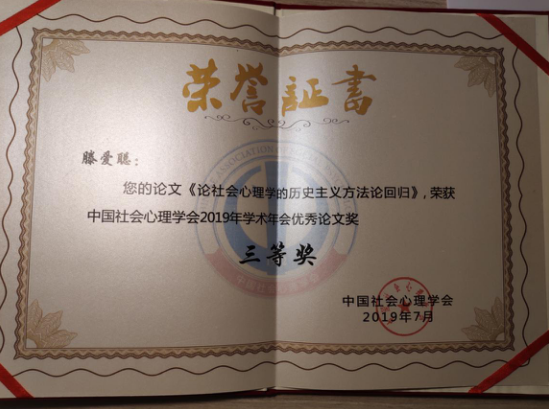 荣誉証書
滕爱聪：
您的论文《论社会心理学的历史主义方法论回归》，荣获
中国社会心理学会2019年学术年会优秀论文奖
三等奖
中国社会心理学会
2019年7月